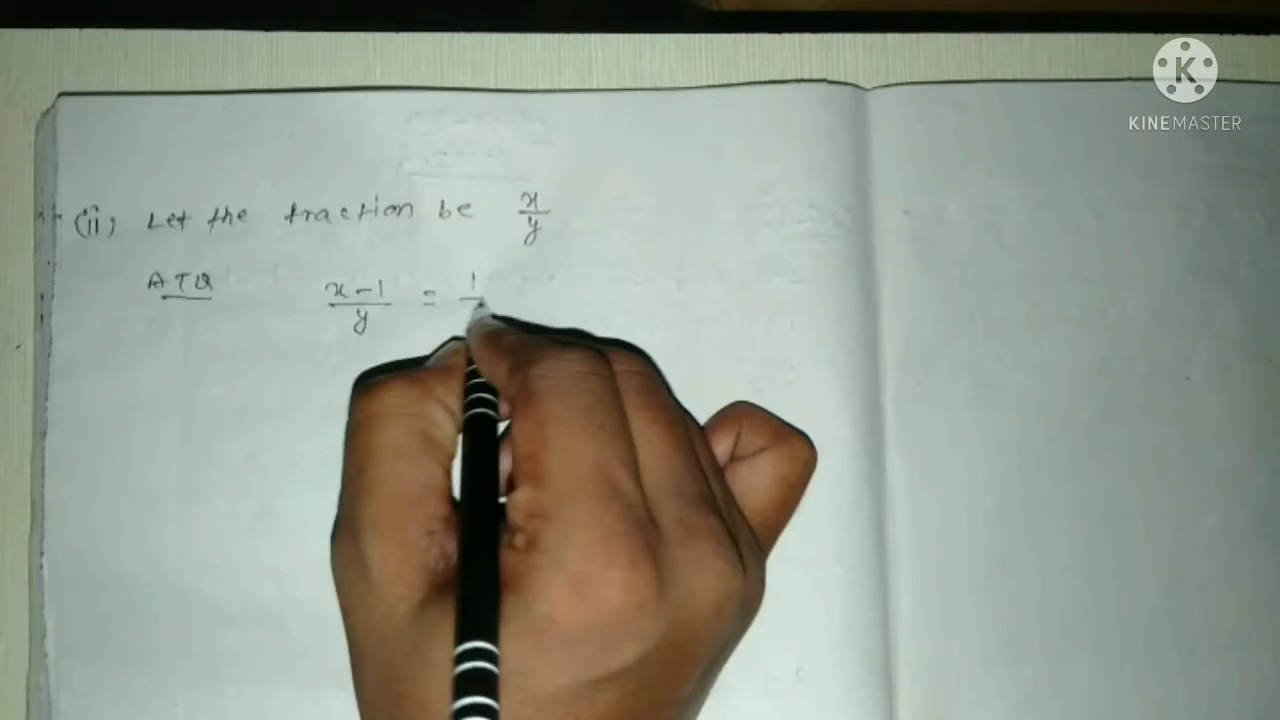 KINEMASTER
(ii) Let the fraction be x/y
ATQ x-1/y = 1